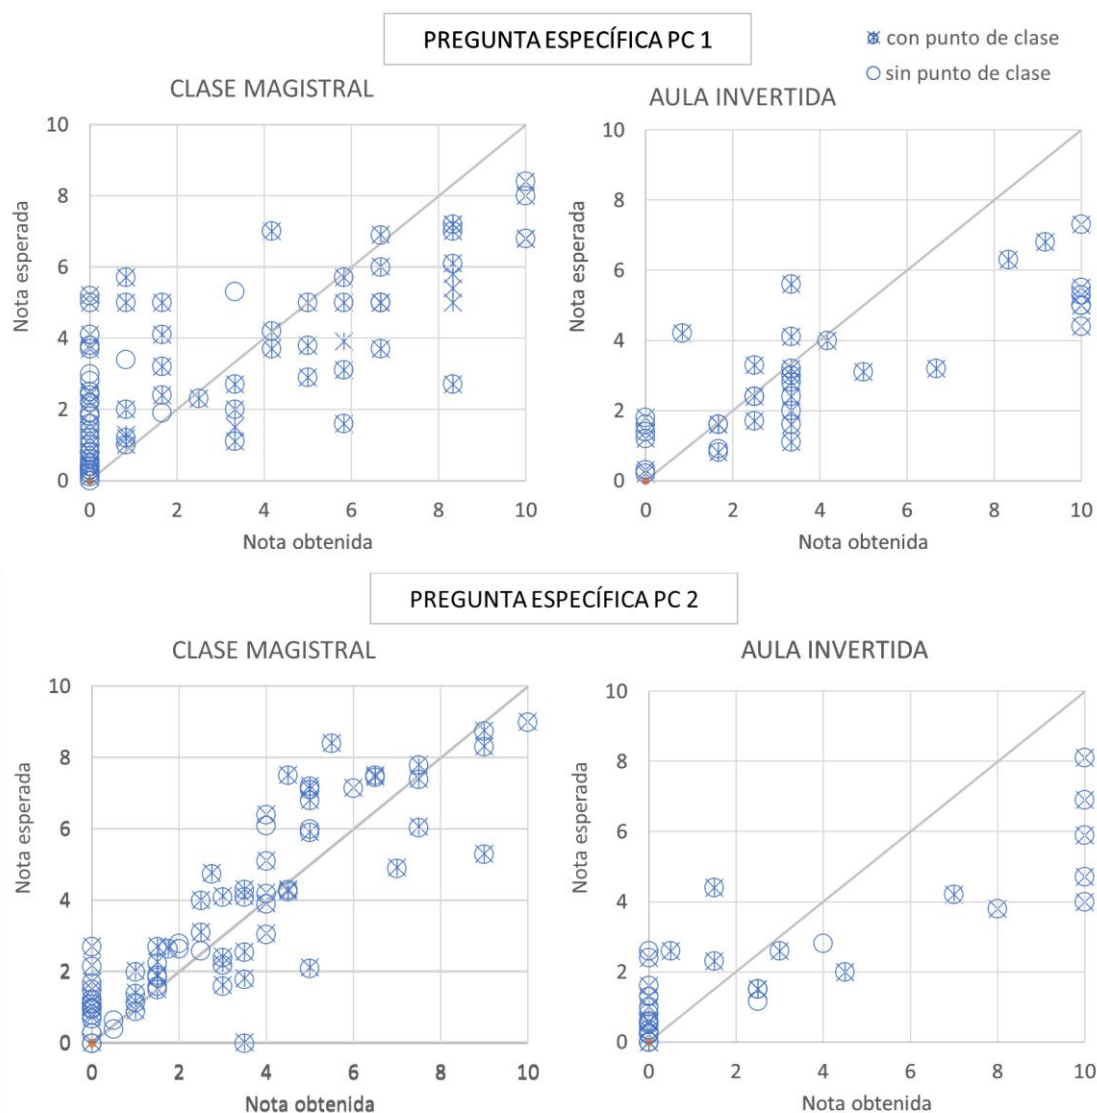 PREGUNTA ESPECÍFICA PC 1
con punto de clase
sin punto de clase
CLASE MAGISTRAL
AULA INVERTIDA
10
8
6
4
2
0
Nota esperada
0 2 4 6 8 10
Nota obtenida
10
8
6
4
2
0
Nota esperada
0 2 4 6 8 10
Nota obtenida
PREGUNTA ESPECÍFICA PC 2
CLASE MAGISTRAL
AULA INVERTIDA
10
8
6
4
2
0
Nota esperada
0 2 4 6 8 10
Nota obtenida
10
8
6
4
2
0
Nota esperada
0 2 4 6 8 10
Nota obtenida